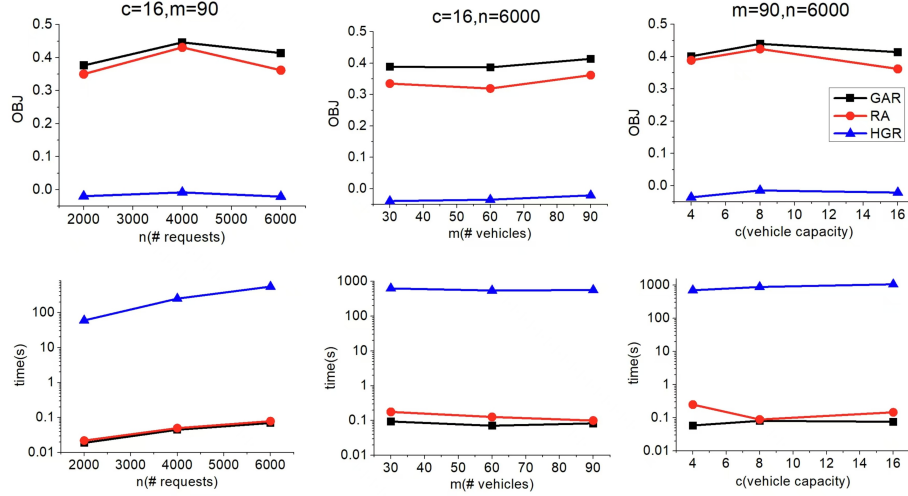 c=16,m=90
c=16,n=6000
m=90,n=6000
OBJ
0.5
0.4
0.3
0.2
0.1
0.0
2000 3000 4000 5000 6000
n(# requests)
OBJ
0.5
0.4
0.3
0.2
0.1
0.0
30 40 50 60 70 80 90
m(# vehicles)
OBJ
0.5
0.4
0.3
0.2
0.1
0.0
4 6 8 10 12 14 16
c(vehicle capacity)
GAR
RA
HGR
time(s)
100
10
1
0.1
0.01
2000 3000 4000 5000 6000
n(# requests)
time(s)
1000
100
10
1
0.1
0.01
30 40 50 60 70 80 90
m(# vehicles)
time(s)
1000
100
10
1
0.1
0.01
4 6 8 10 12 14 16
c(vehicle capacity)